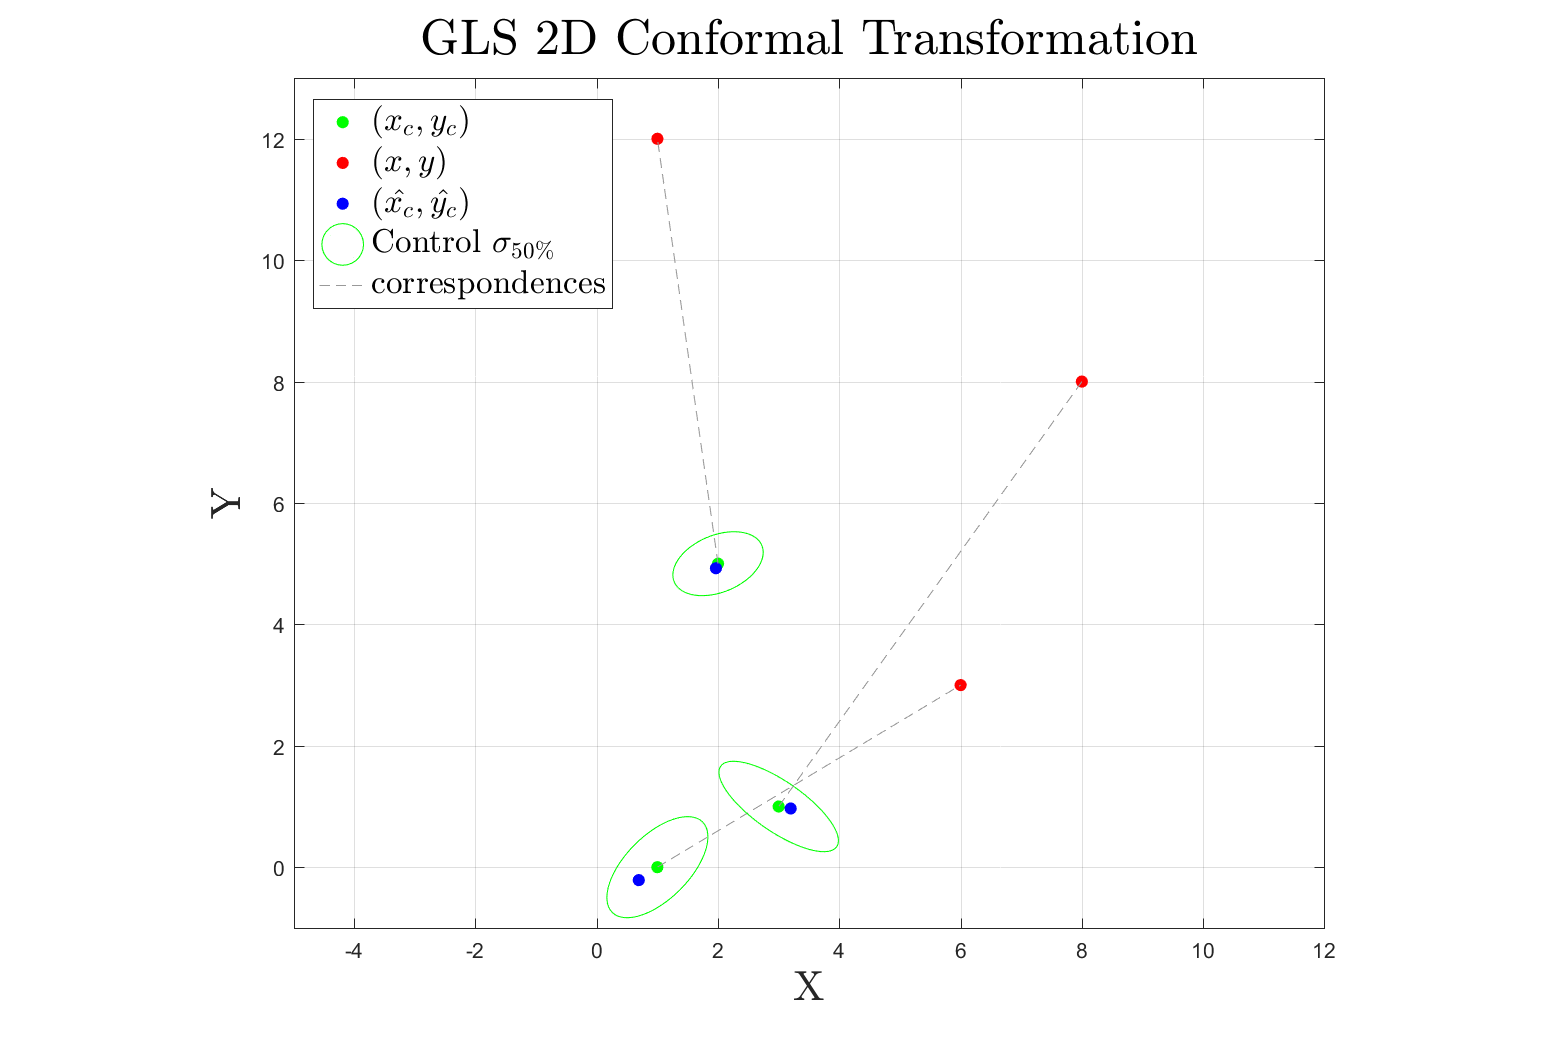 GLS 2D Conformal Transformation
(x_c, y_c)
(x, y)
(x̂_c, ŷ_c)
Control σ_50%
correspondences
12
10
8
6
4
2
0
Y
-4 -2 0 2 4 6 8 10 12
X